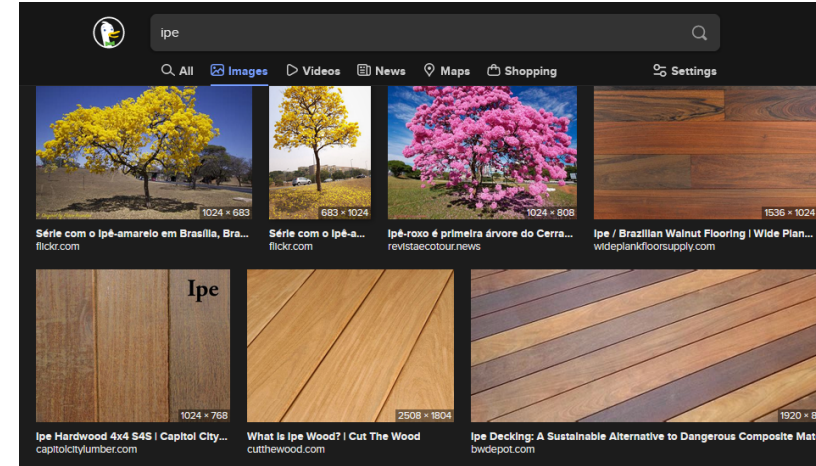 ipe
All Images Videos News Maps Shopping Settings
1024 × 683 683 × 1024 1024 × 808 1536 × 1024
Série com o Ipê-amarelo em Brasília, Bra... Série com o Ipê-a... Ipê-roxo é primeira árvore do Cerra... Ipe / Brazilian Walnut Flooring | Wide Plan...
flickr.com flickr.com revistaecotour.news wideplankfloorsupply.com
Ipe
1024 × 768 2508 × 1804 1920 × 8
Ipe Hardwood 4x4 S4S | Capitol City... What Is Ipe Wood? | Cut The Wood Ipe Decking: A Sustainable Alternative to Dangerous Composite Mat
capitolcitylumber.com cutthewood.com bwdepot.com